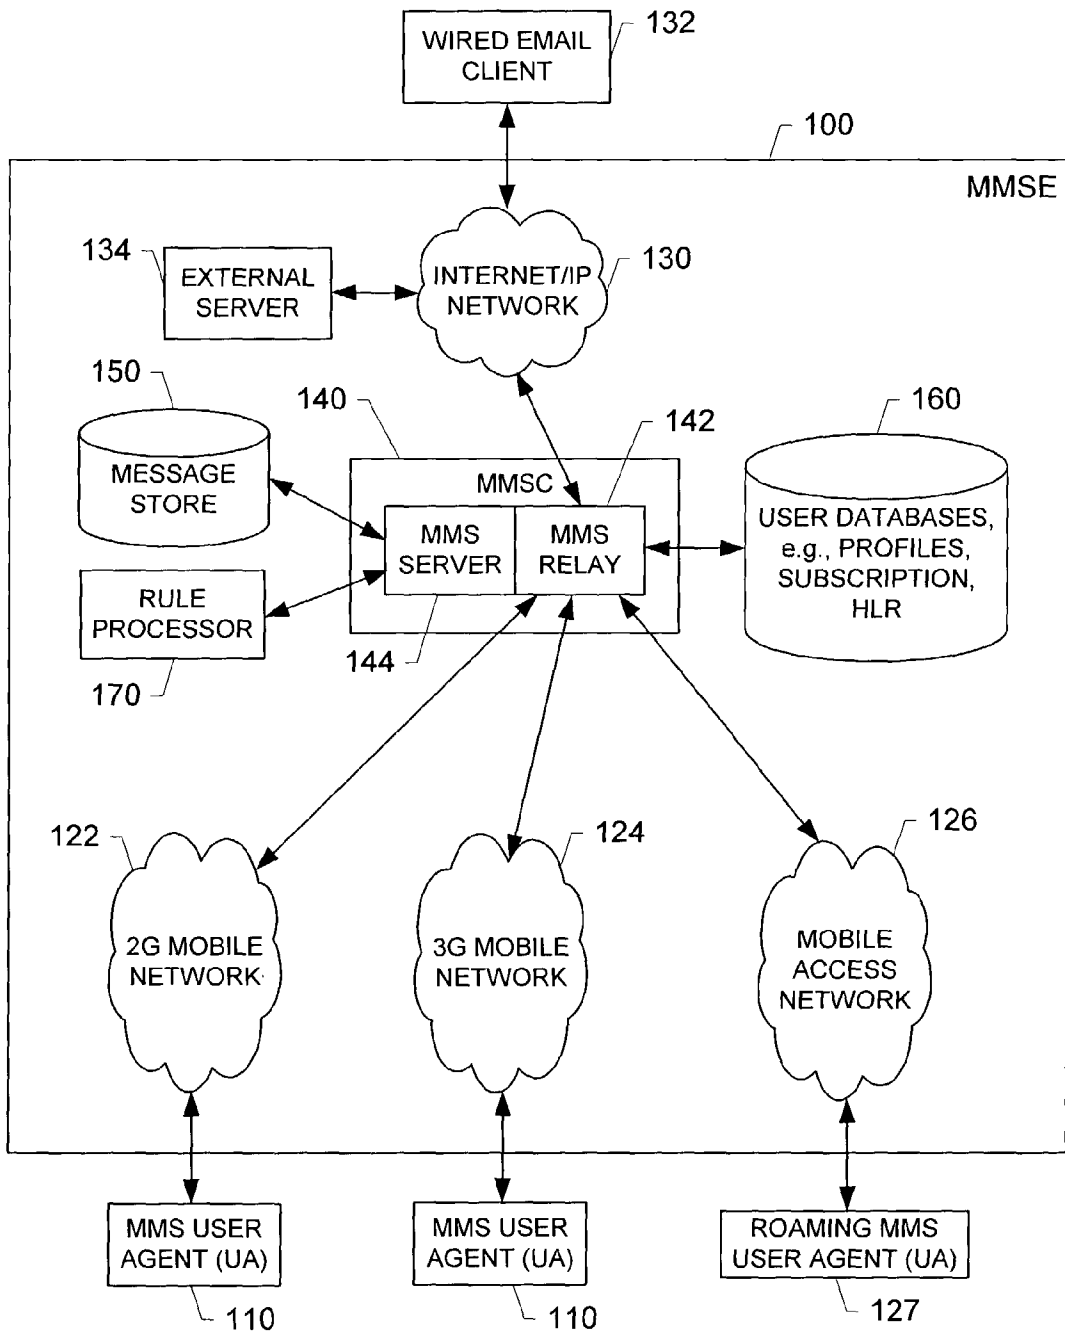 WIRED EMAIL
CLIENT
132
100
MMSE
134
EXTERNAL
SERVER
INTERNET/IP
NETWORK
130
150
MESSAGE
STORE
140
142
MMSC
MMS
SERVER
MMS
RELAY
144
160
USER DATABASES,
e.g., PROFILES,
SUBSCRIPTION,
HLR
RULE
PROCESSOR
170
122
2G MOBILE
NETWORK
124
3G MOBILE
NETWORK
126
MOBILE
ACCESS
NETWORK
MMS USER
AGENT (UA)
110
MMS USER
AGENT (UA)
110
ROAMING MMS
USER AGENT (UA)
127